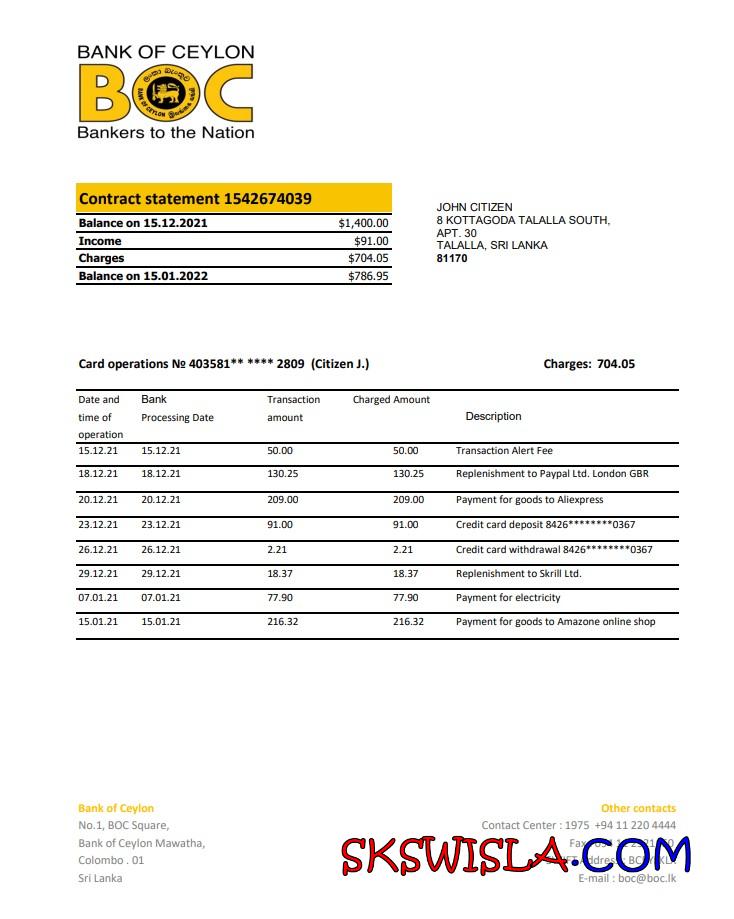 BANK OF CEYLON
BOC
Bankers to the Nation
Contract statement 1542674039
Balance on 15.12.2021 $1,400.00
Income $91.00
Charges $704.05
Balance on 15.01.2022 $786.95
JOHN CITIZEN
8 KOTTAGODA TALALLA SOUTH,
APT. 30
TALALLA, SRI LANKA
81170
Card operations № 403581** **** 2809 (Citizen J.) Charges: 704.05
Date and time of operation Bank Processing Date Transaction amount Charged Amount Description
15.12.21 15.12.21 50.00 50.00 Transaction Alert Fee
18.12.21 18.12.21 130.25 130.25 Replenishment to Paypal Ltd. London GBR
20.12.21 20.12.21 209.00 209.00 Payment for goods to Aliexpress
23.12.21 23.12.21 91.00 91.00 Credit card deposit 8426********0367
26.12.21 26.12.21 2.21 2.21 Credit card withdrawal 8426********0367
29.12.21 29.12.21 18.37 18.37 Replenishment to Skrill Ltd.
07.01.21 07.01.21 77.90 77.90 Payment for electricity
15.01.21 15.01.21 216.32 216.32 Payment for goods to Amazone online shop
Bank of Ceylon
No.1, BOC Square,
Bank of Ceylon Mawatha,
Colombo . 01
Sri Lanka
Other contacts
Contact Center : 1975 +94 11 220 4444
E-mail : boc@boc.lk
SKSWISLA.COM